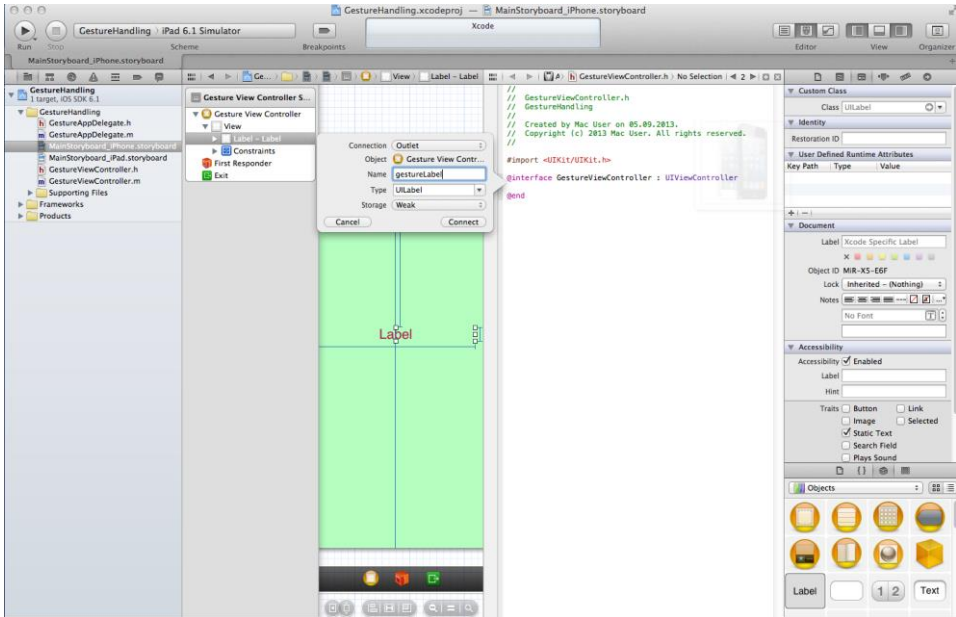 GestureHandling.xcodeproj — MainStoryboard_iPhone.storyboard
Run Stop
GestureHandling › iPad 6.1 Simulator
Scheme
Breakpoints
Xcode
Editor View Organizer
MainStoryboard_iPhone.storyboard
GestureHandling
1 target, iOS SDK 6.1
GestureHandling
GestureAppDelegate.h
GestureAppDelegate.m
MainStoryboard_iPhone.storyboard
MainStoryboard_iPad.storyboard
GestureViewController.h
GestureViewController.m
Supporting Files
Frameworks
Products
Ge... View Label – Label
Gesture View Controller S...
Gesture View Controller
View
Label – Label
Constraints
First Responder
Exit
Connection Outlet
Object Gesture View Contr...
Name gestureLabel
Type UILabel
Storage Weak
Cancel Connect
Label
GestureViewController.h › No Selection 2
//
// GestureViewController.h
// GestureHandling
//
// Created by Mac User on 05.09.2013.
// Copyright (c) 2013 Mac User. All rights reserved.
//
#import <UIKit/UIKit.h>
@interface GestureViewController : UIViewController
@end
Custom Class
Class UILabel
Identity
Restoration ID
User Defined Runtime Attributes
Key Path Type Value
Document
Label Xcode Specific Label
Object ID MiR-X5-E6F
Lock Inherited – (Nothing)
Notes
No Font
Accessibility
Accessibility Enabled
Label
Hint
Traits Button Link
Image Selected
Static Text
Search Field
Plays Sound
Objects
Label 1 2 Text